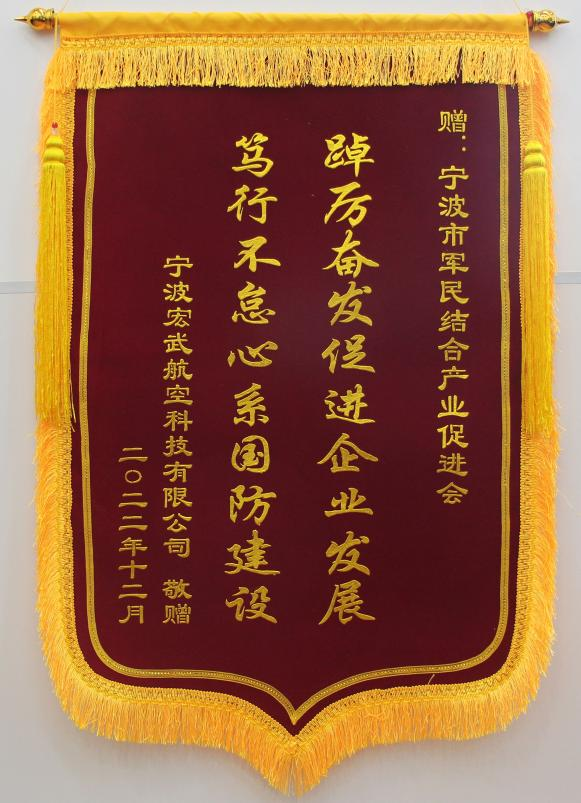 赠：宁波市军民结合产业促进会
踔厉奋发促进企业发展
笃行不怠心系国防建设
宁波宏武航空科技有限公司 敬赠
二〇二二年十二月